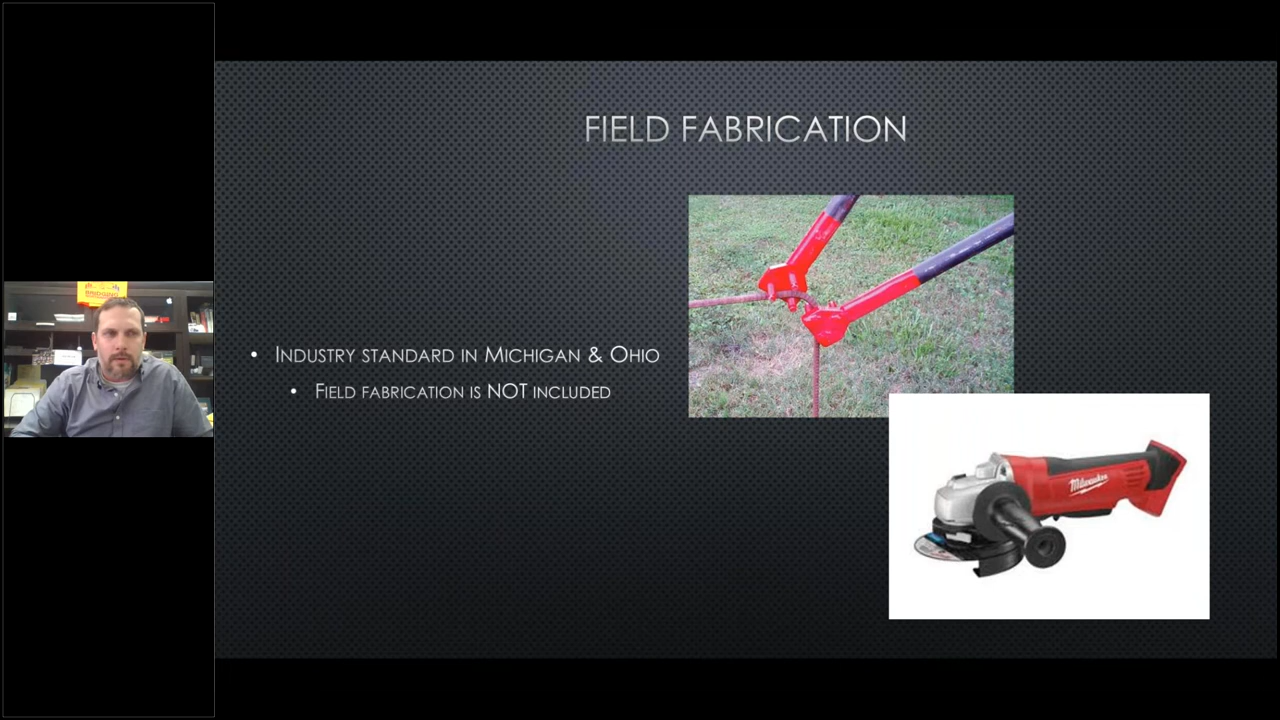 FIELD FABRICATION
INDUSTRY STANDARD IN MICHIGAN & OHIO
FIELD FABRICATION IS NOT INCLUDED
Milwaukee